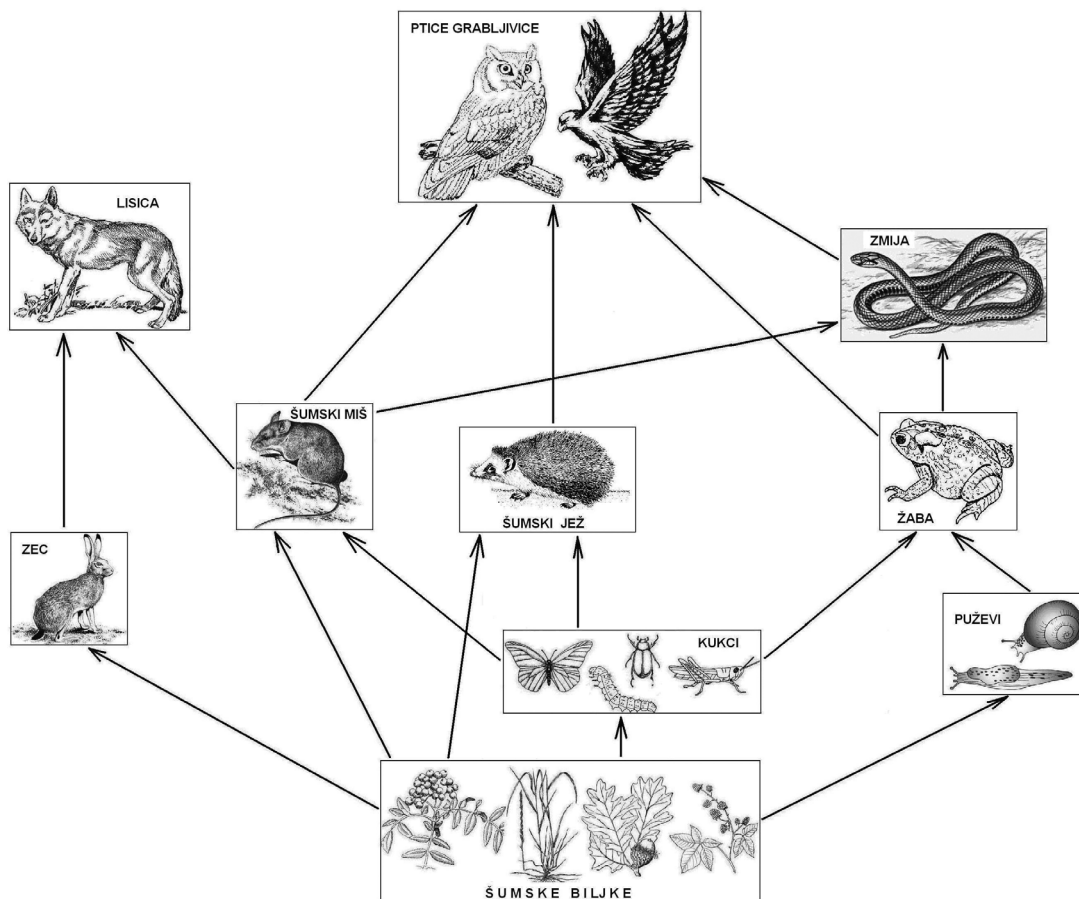 PTICE GRABLJIVICE
LISICA
ZMIJA
ŠUMSKI MIŠ
ŠUMSKI JEŽ
ŽABA
ZEC
PUŽEVI
KUKCI
ŠUMSKE BILJKE